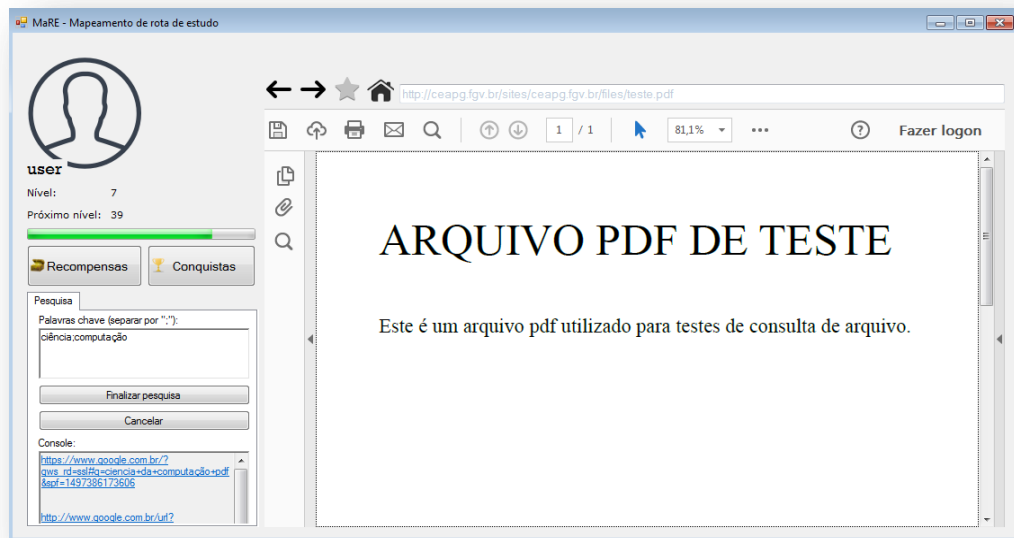 MaRE - Mapeamento de rota de estudo
user
Nível: 7
Próximo nível: 39
Recompensas
Conquistas
Pesquisa
Palavras chave (separar por ";"):
ciência;computação
Finalizar pesquisa
Cancelar
Console:
https://www.google.com.br/?
gws_rd=ssl#q=ciencia+da+computação+pdf
&spf=1497386173606
http://www.google.com.br/url?
http://ceapg.fgv.br/sites/ceapg.fgv.br/files/teste.pdf
1 / 1
81,1%
Fazer logon
ARQUIVO PDF DE TESTE
Este é um arquivo pdf utilizado para testes de consulta de arquivo.